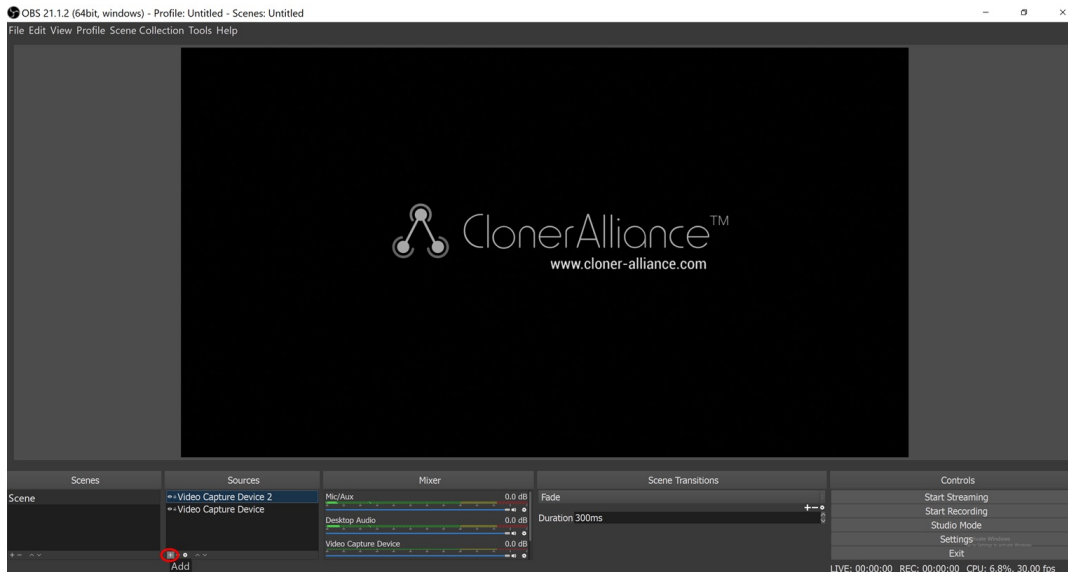 OBS 21.1.2 (64bit, windows) - Profile: Untitled - Scenes: Untitled
File Edit View Profile Scene Collection Tools Help
ClonerAlliance™
www.cloner-alliance.com
Scenes
Sources
Mixer
Scene Transitions
Controls
Scene
Video Capture Device 2
Video Capture Device
Add
Mic/Aux 0.0 dB
Desktop Audio 0.0 dB
Video Capture Device 0.0 dB
Fade
Duration 300ms
Start Streaming
Start Recording
Studio Mode
Settings
Exit
LIVE: 00:00:00 REC: 00:00:00 CPU: 6.8%, 30.00 fps